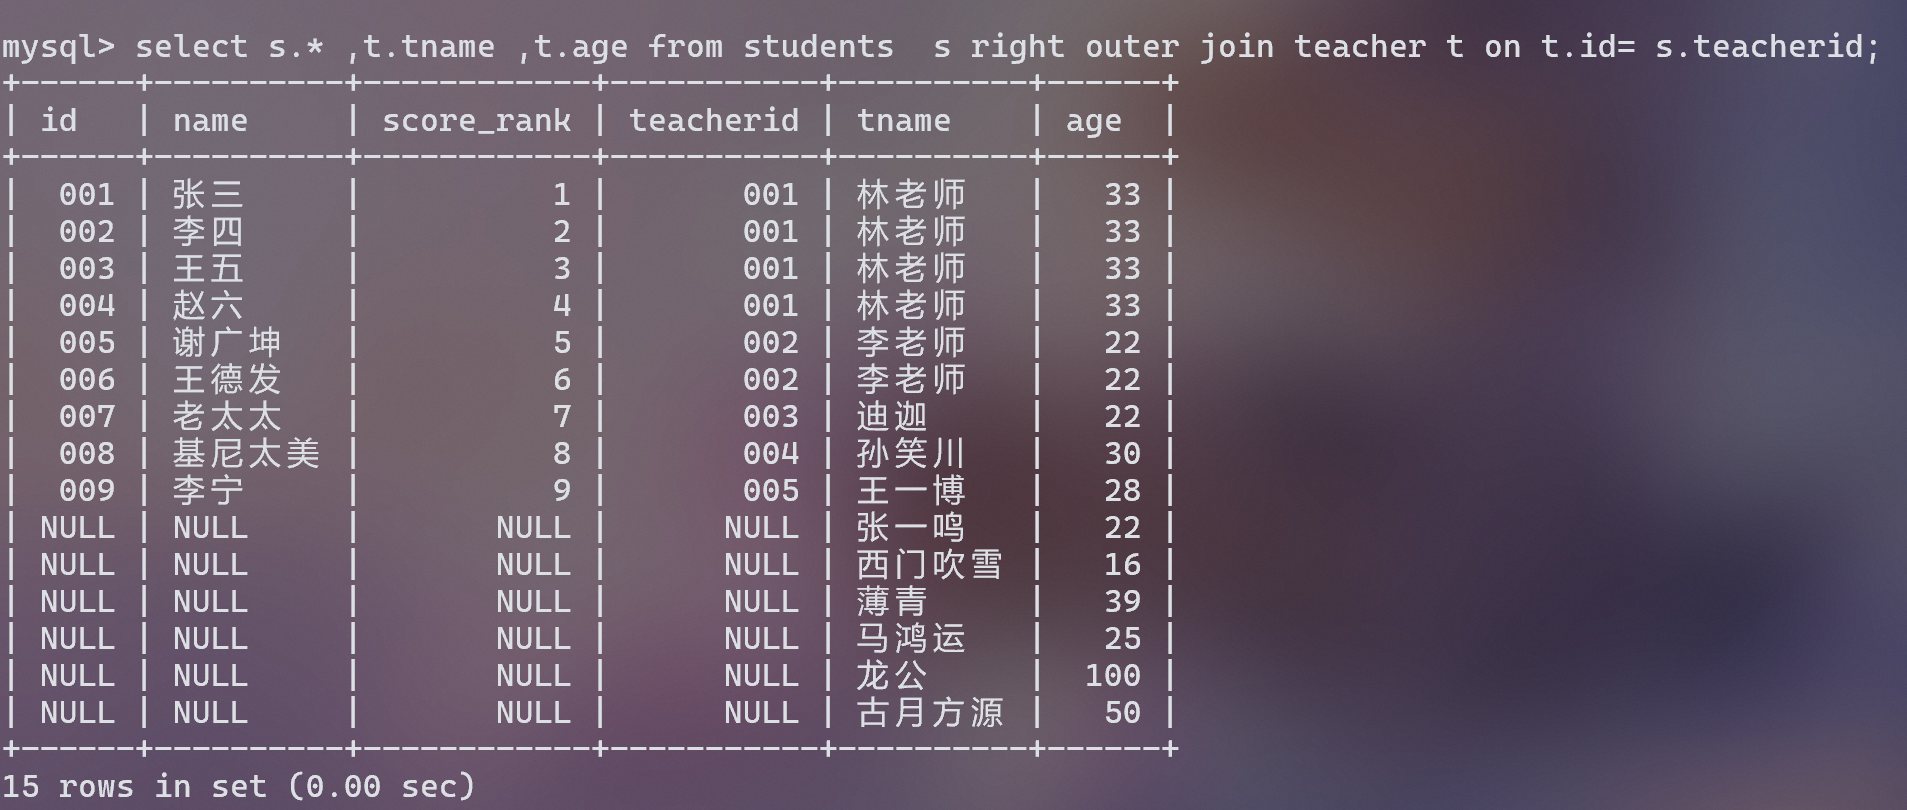 mysql> select s.* ,t.tname ,t.age from students  s right outer join teacher t on t.id= s.teacherid;
+------+----------+------------+-----------+----------+------+
| id   | name     | score_rank | teacherid | tname    | age  |
+------+----------+------------+-----------+----------+------+
|  001 | 张三     |          1 |       001 | 林老师   |   33 |
|  002 | 李四     |          2 |       001 | 林老师   |   33 |
|  003 | 王五     |          3 |       001 | 林老师   |   33 |
|  004 | 赵六     |          4 |       001 | 林老师   |   33 |
|  005 | 谢广坤   |          5 |       002 | 李老师   |   22 |
|  006 | 王德发   |          6 |       002 | 李老师   |   22 |
|  007 | 老太太   |          7 |       003 | 迪迦     |   22 |
|  008 | 基尼太美 |          8 |       004 | 孙笑川   |   30 |
|  009 | 李宁     |          9 |       005 | 王一博   |   28 |
| NULL | NULL     |       NULL |      NULL | 张一鸣   |   22 |
| NULL | NULL     |       NULL |      NULL | 西门吹雪 |   16 |
| NULL | NULL     |       NULL |      NULL | 薄青     |   39 |
| NULL | NULL     |       NULL |      NULL | 马鸿运   |   25 |
| NULL | NULL     |       NULL |      NULL | 龙公     |  100 |
| NULL | NULL     |       NULL |      NULL | 古月方源 |   50 |
+------+----------+------------+-----------+----------+------+
15 rows in set (0.00 sec)